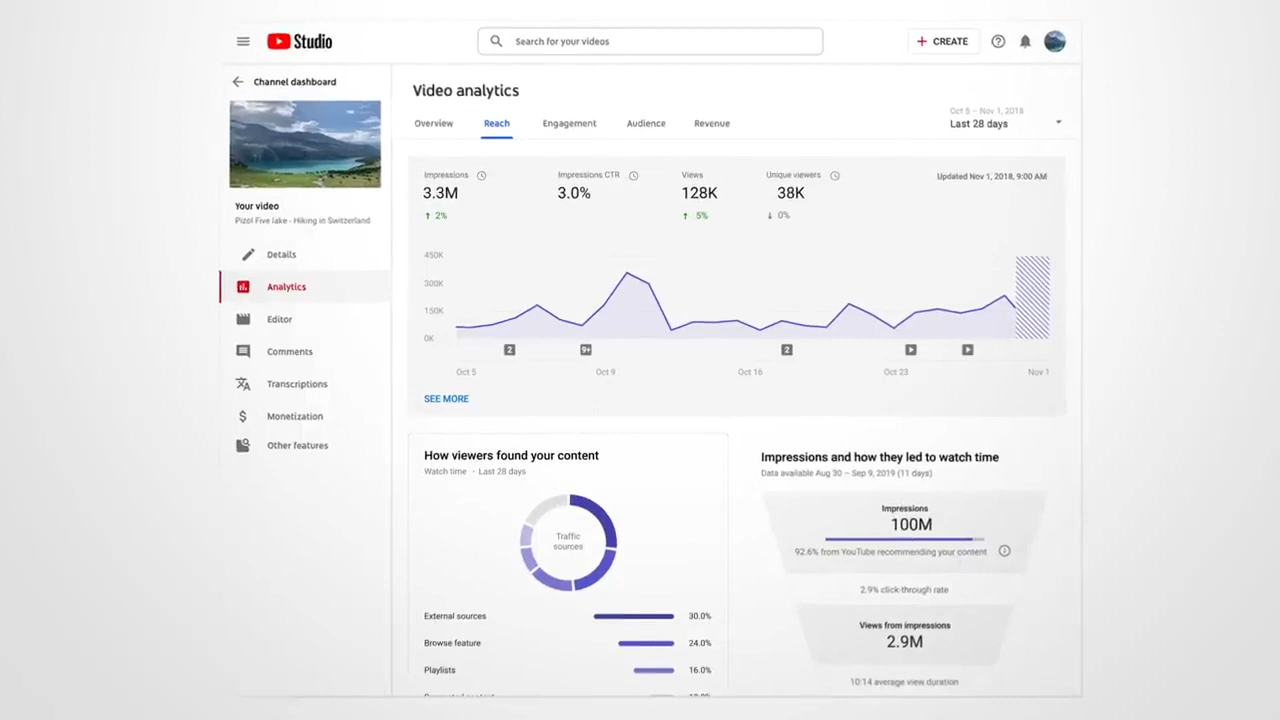 Studio
Search for your videos
CREATE
Channel dashboard
Your video
Pizol Five lake - Hiking in Switzerland
Details
Analytics
Editor
Comments
Transcriptions
Monetization
Other features
Video analytics
Overview
Reach
Engagement
Audience
Revenue
Oct 5 – Nov 1, 2018
Last 28 days
Impressions
3.3M
2%
Impressions CTR
3.0%
Views
128K
5%
Unique viewers
38K
0%
Updated Nov 1, 2018, 9:00 AM
450K
300K
150K
0K
2
9+
2
Oct 5
Oct 9
Oct 16
Oct 23
Nov 1
SEE MORE
How viewers found your content
Watch time · Last 28 days
Traffic
sources
External sources 30.0%
Browse feature 24.0%
Playlists 16.0%
Impressions and how they led to watch time
Data available Aug 30 – Sep 9, 2019 (11 days)
Impressions
100M
92.6% from YouTube recommending your content
2.9% click-through rate
Views from impressions
2.9M
10:14 average view duration